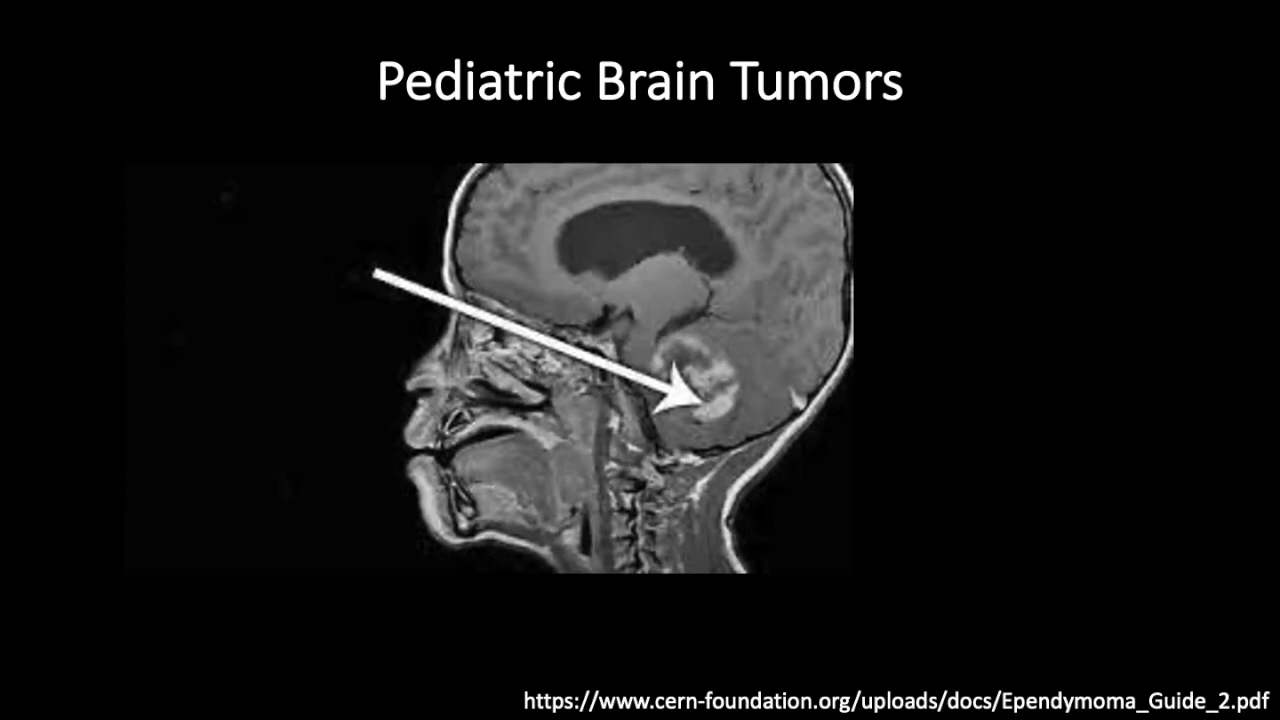 Pediatric Brain Tumors
https://www.cern-foundation.org/uploads/docs/Ependymoma_Guide_2.pdf